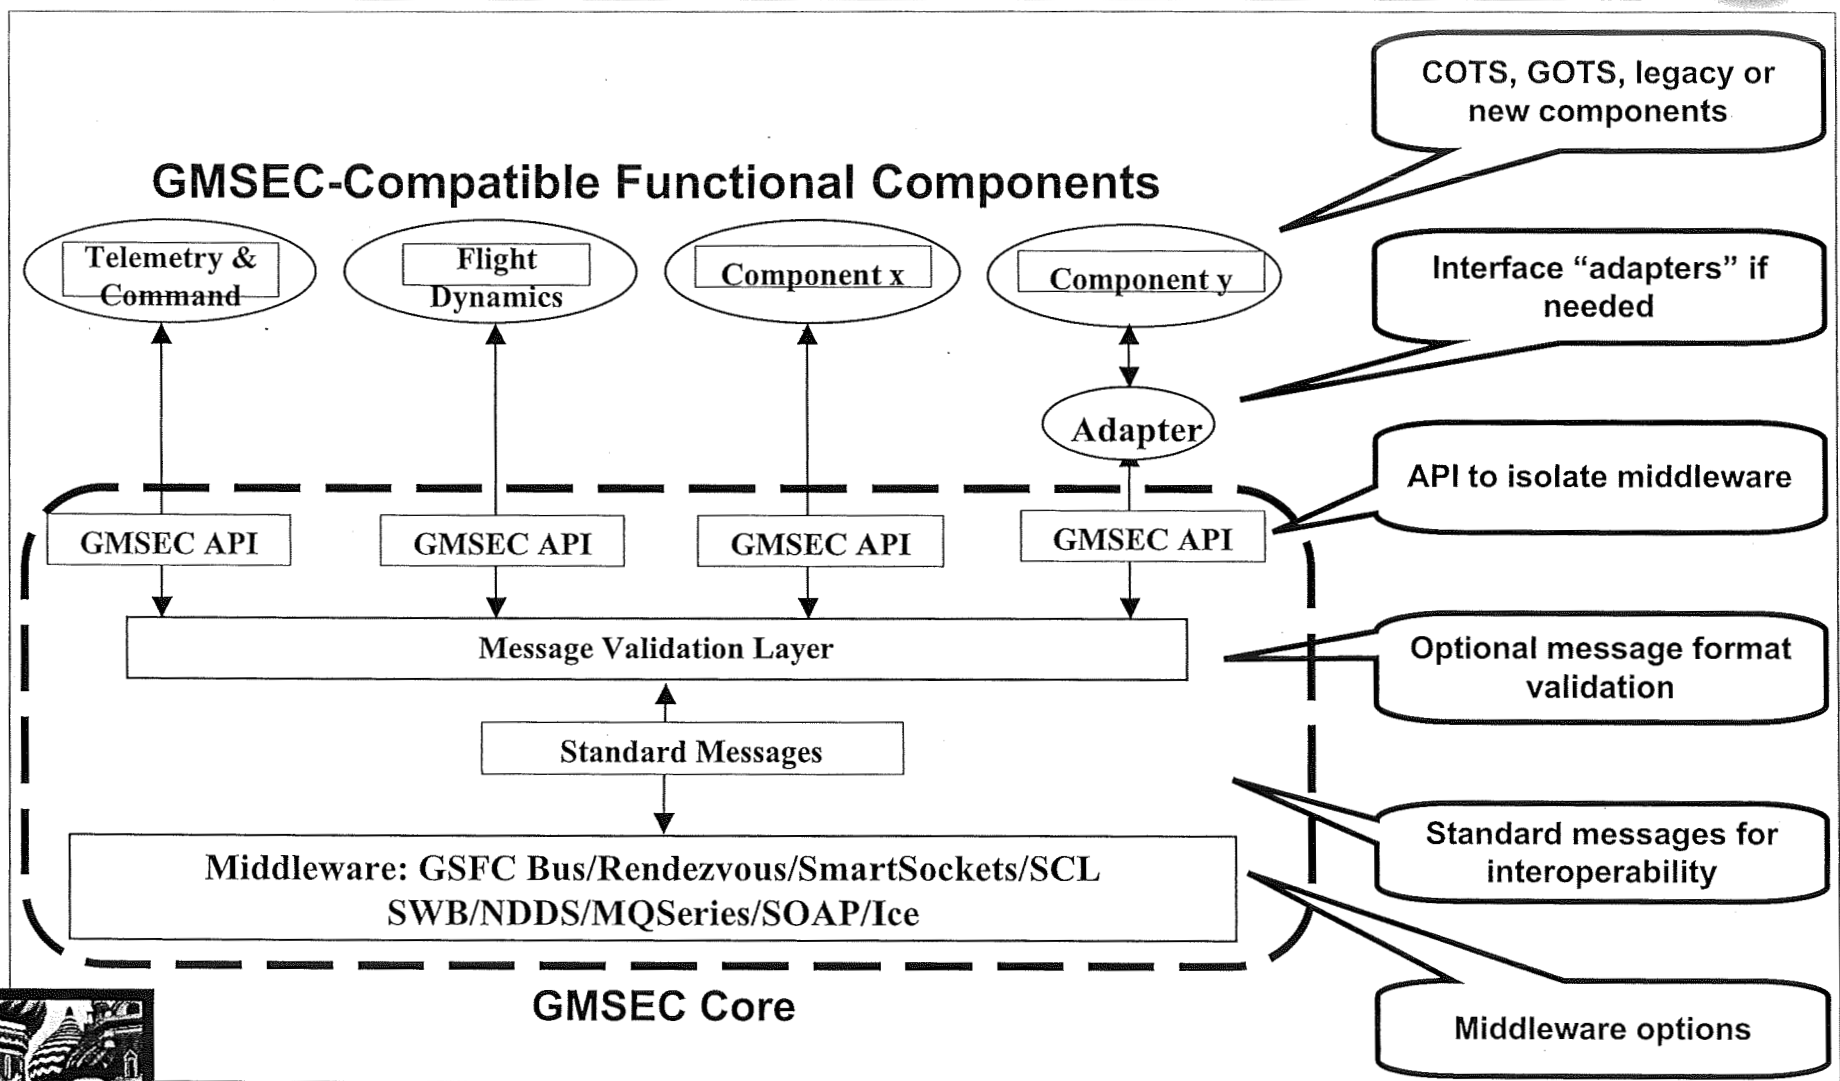 COTS, GOTS, legacy or
new components
GMSEC-Compatible Functional Components
Telemetry &
Command
Flight
Dynamics
Component x
Component y
Interface “adapters” if
needed
Adapter
API to isolate middleware
GMSEC API
GMSEC API
GMSEC API
GMSEC API
Message Validation Layer
Optional message format
validation
Standard Messages
Standard messages for
interoperability
Middleware: GSFC Bus/Rendezvous/SmartSockets/SCL
SWB/NDDS/MQSeries/SOAP/Ice
GMSEC Core
Middleware options